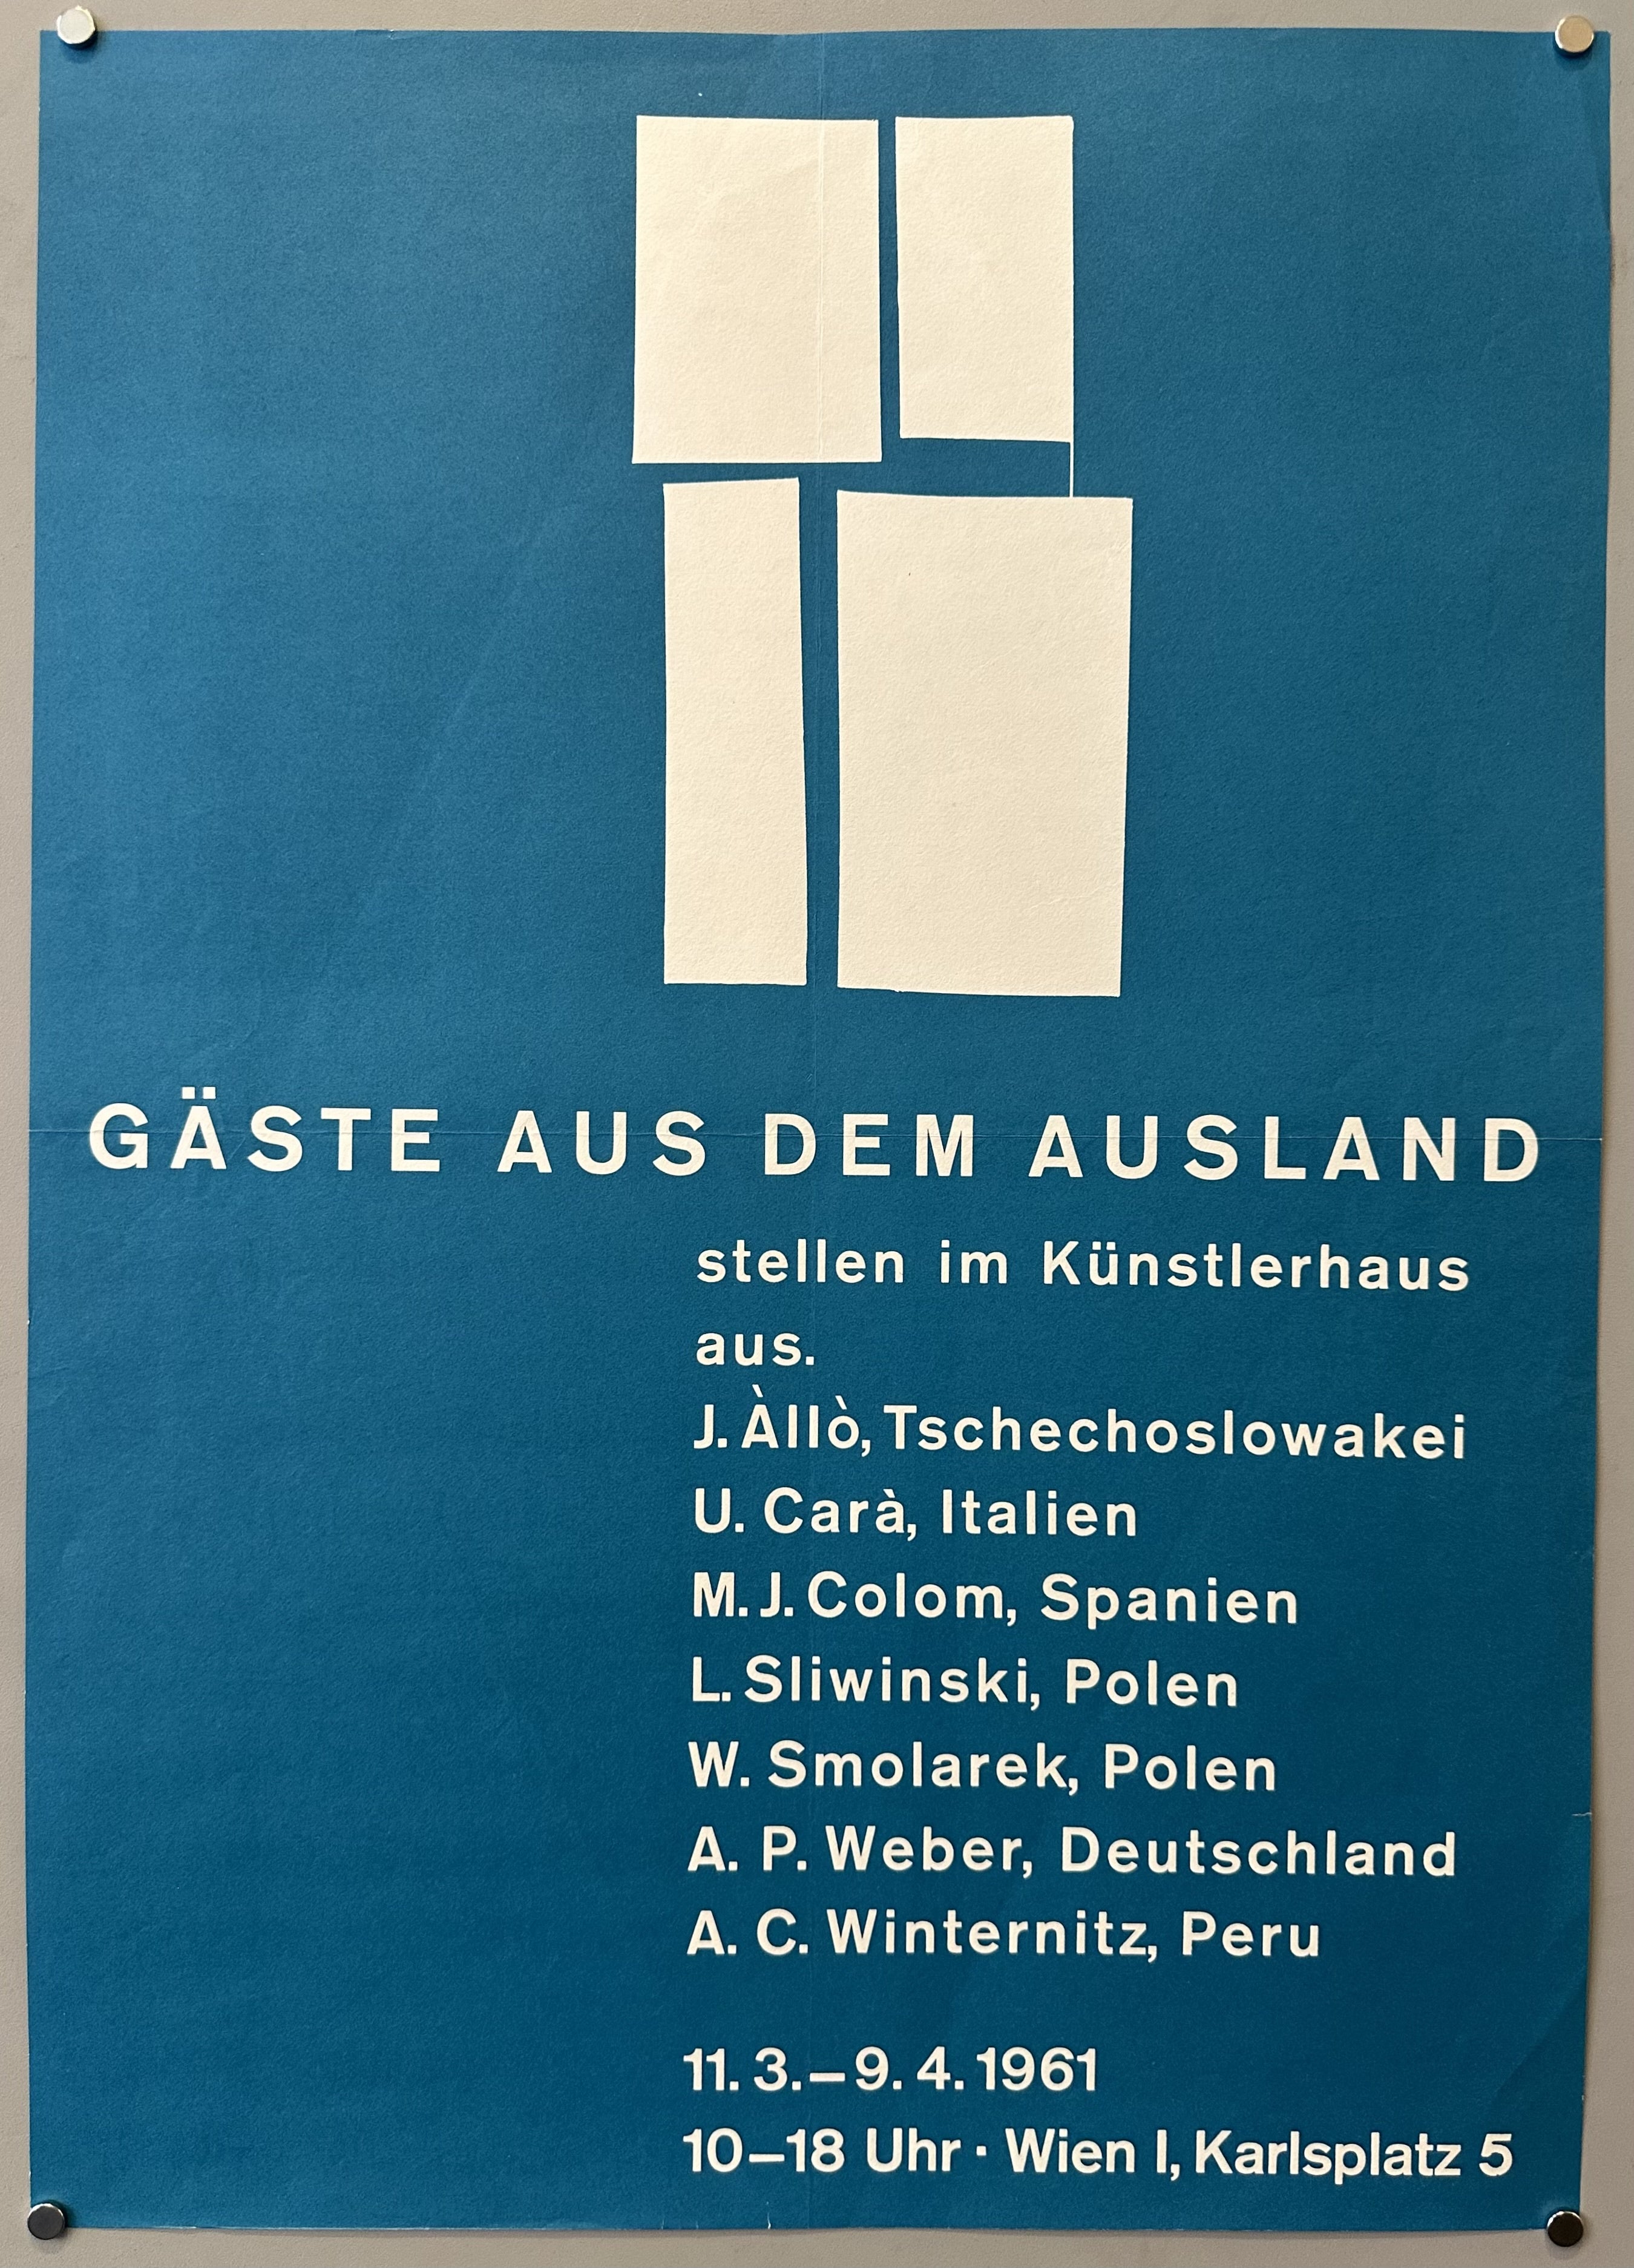 GÄSTE AUS DEM AUSLAND
stellen im Künstlerhaus
aus.
J. Àllò, Tschechoslowakei
U. Carà, Italien
M. J. Colom, Spanien
L. Sliwinski, Polen
W. Smolarek, Polen
A. P. Weber, Deutschland
A. C. Winternitz, Peru
11. 3. – 9. 4. 1961
10–18 Uhr · Wien I, Karlsplatz 5